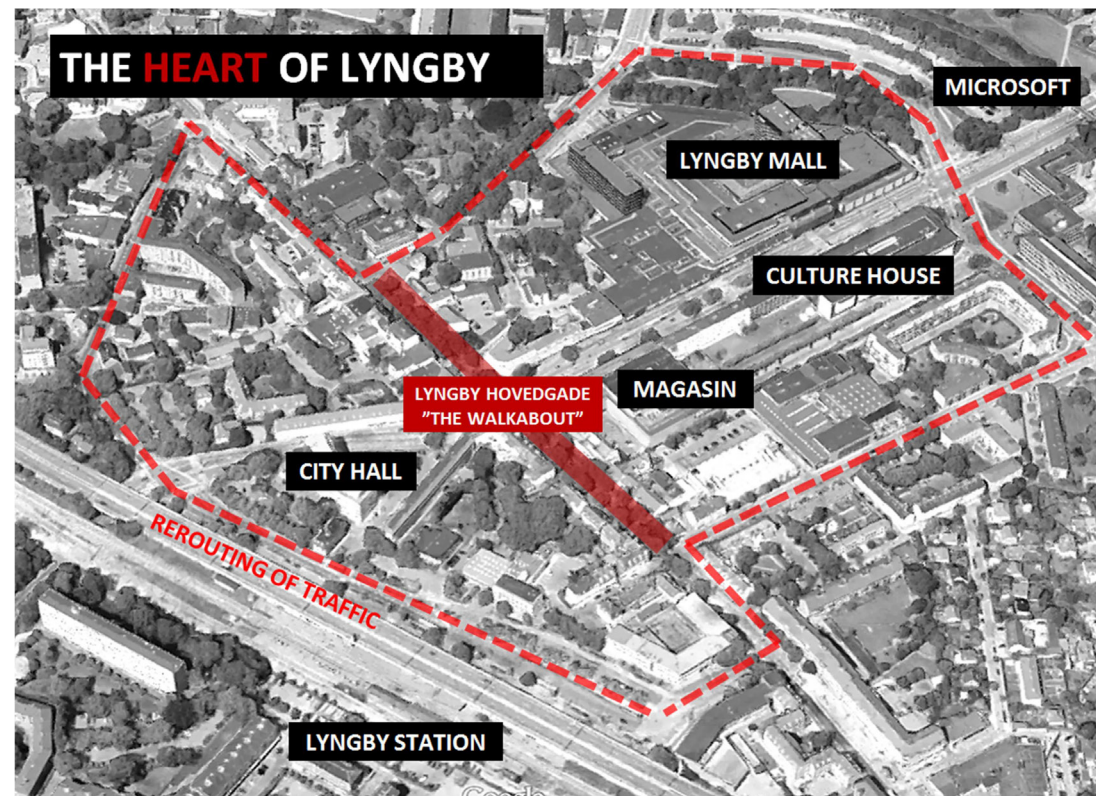 THE HEART OF LYNGBY
MICROSOFT
LYNGBY MALL
CULTURE HOUSE
MAGASIN
LYNGBY HOVEDGADE
”THE WALKABOUT”
CITY HALL
REROUTING OF TRAFFIC
LYNGBY STATION
Google